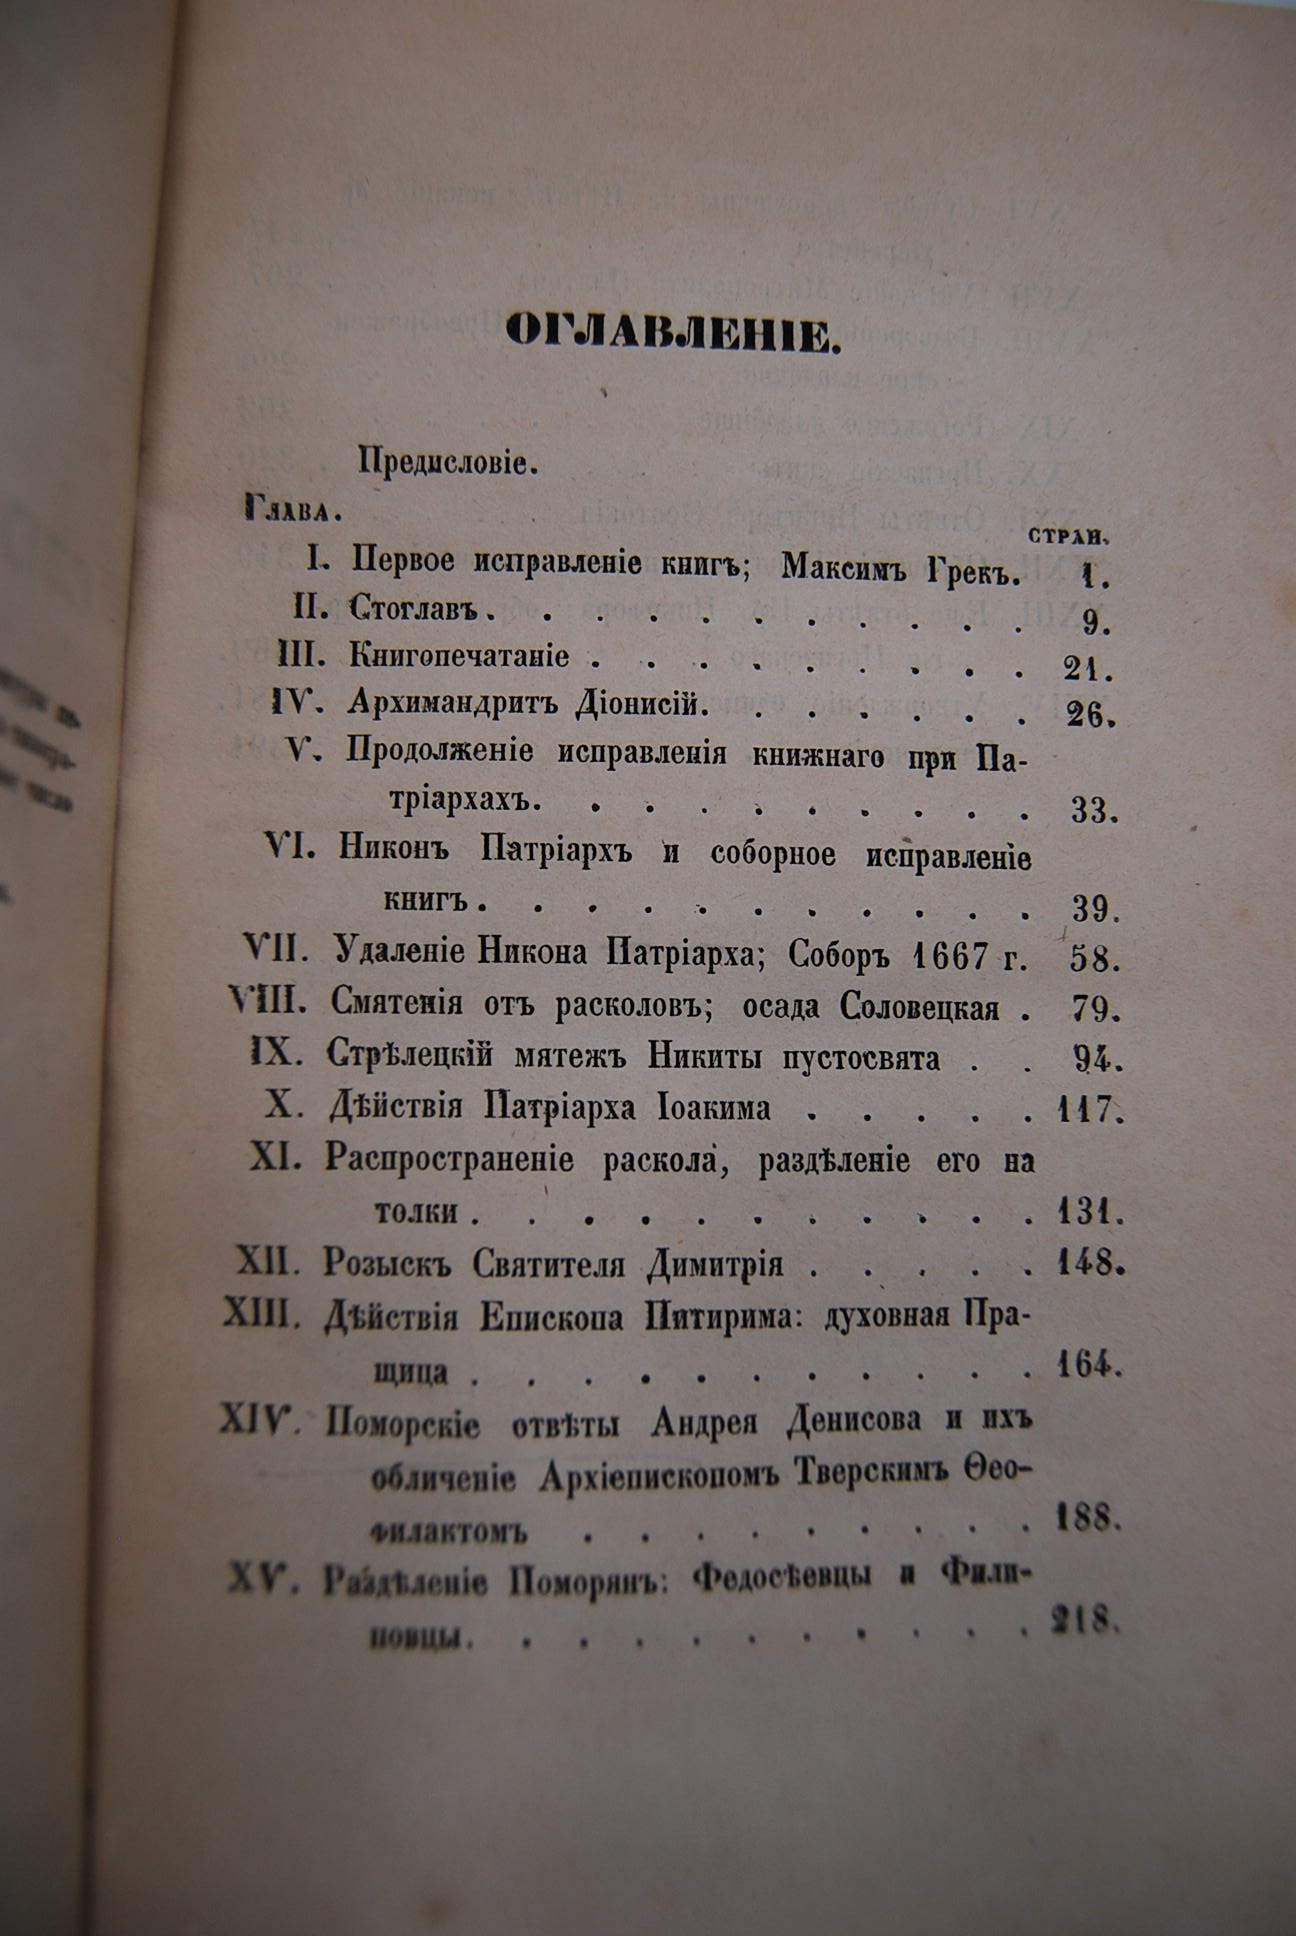 ОГЛАВЛЕНІЕ.
Предисловіе.
Глава.
СТРАН.
I. Первое исправленіе книгъ; Максимъ Грекъ. 1.
II. Стоглавъ. . . . . . . . . . . 9.
III. Книгопечатаніе . . . . . . . . . 21.
IV. Архимандритъ Діонисій. . . . . . . 26.
V. Продолженіе исправленія книжнаго при Па-
тріархахъ. . . . . . . . . . 33.
VI. Никонъ Патріархъ и соборное исправленіе
книгъ . . . . . . . . . . . 39.
VII. Удаленіе Никона Патріарха; Соборъ 1667 г. 58.
VIII. Смятенія отъ расколовъ; осада Соловецкая . 79.
IX. Стрѣлецкій мятежъ Никиты пустосвята . . 94.
X. Дѣйствія Патріарха Іоакима . . . . . 117.
XI. Распространеніе раскола, раздѣленіе его на
толки . . . . . . . . . . . 131.
XII. Розыскъ Святителя Димитрія . . . . . 148.
XIII. Дѣйствія Епископа Питирима: духовная Пра-
щица . . . . . . . . . . . 164.
XIV. Поморскіе отвѣты Андрея Денисова и ихъ
обличеніе Архіепископомъ Тверскимъ Ѳео-
филактомъ . . . . . . . . . 188.
XV. Раздѣленіе Поморянъ: Федосѣевцы и Фили-
повцы. . . . . . . . . . . 218.